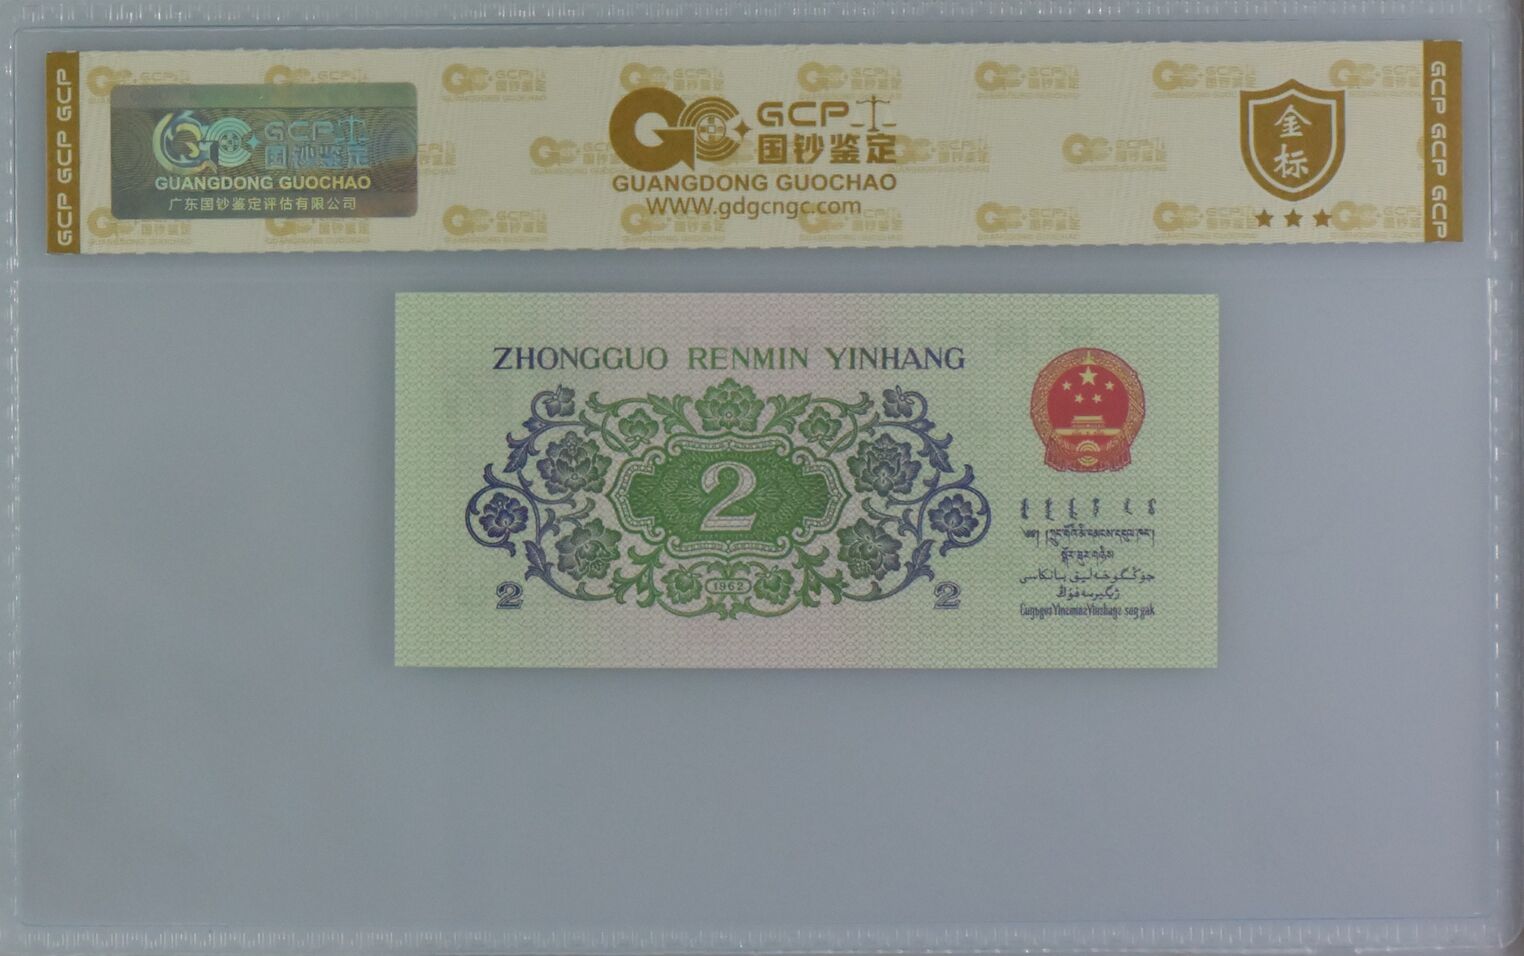 GCP GCP GCP
GCP
国钞鉴定
GUANGDONG GUOCHAO
广东国钞鉴定评估有限公司
GCP
国钞鉴定
GUANGDONG GUOCHAO
WWW.gdgcngc.com
金标
GCP GCP GCP
ZHONGGUO RENMIN YINHANG
2
1962
2
2